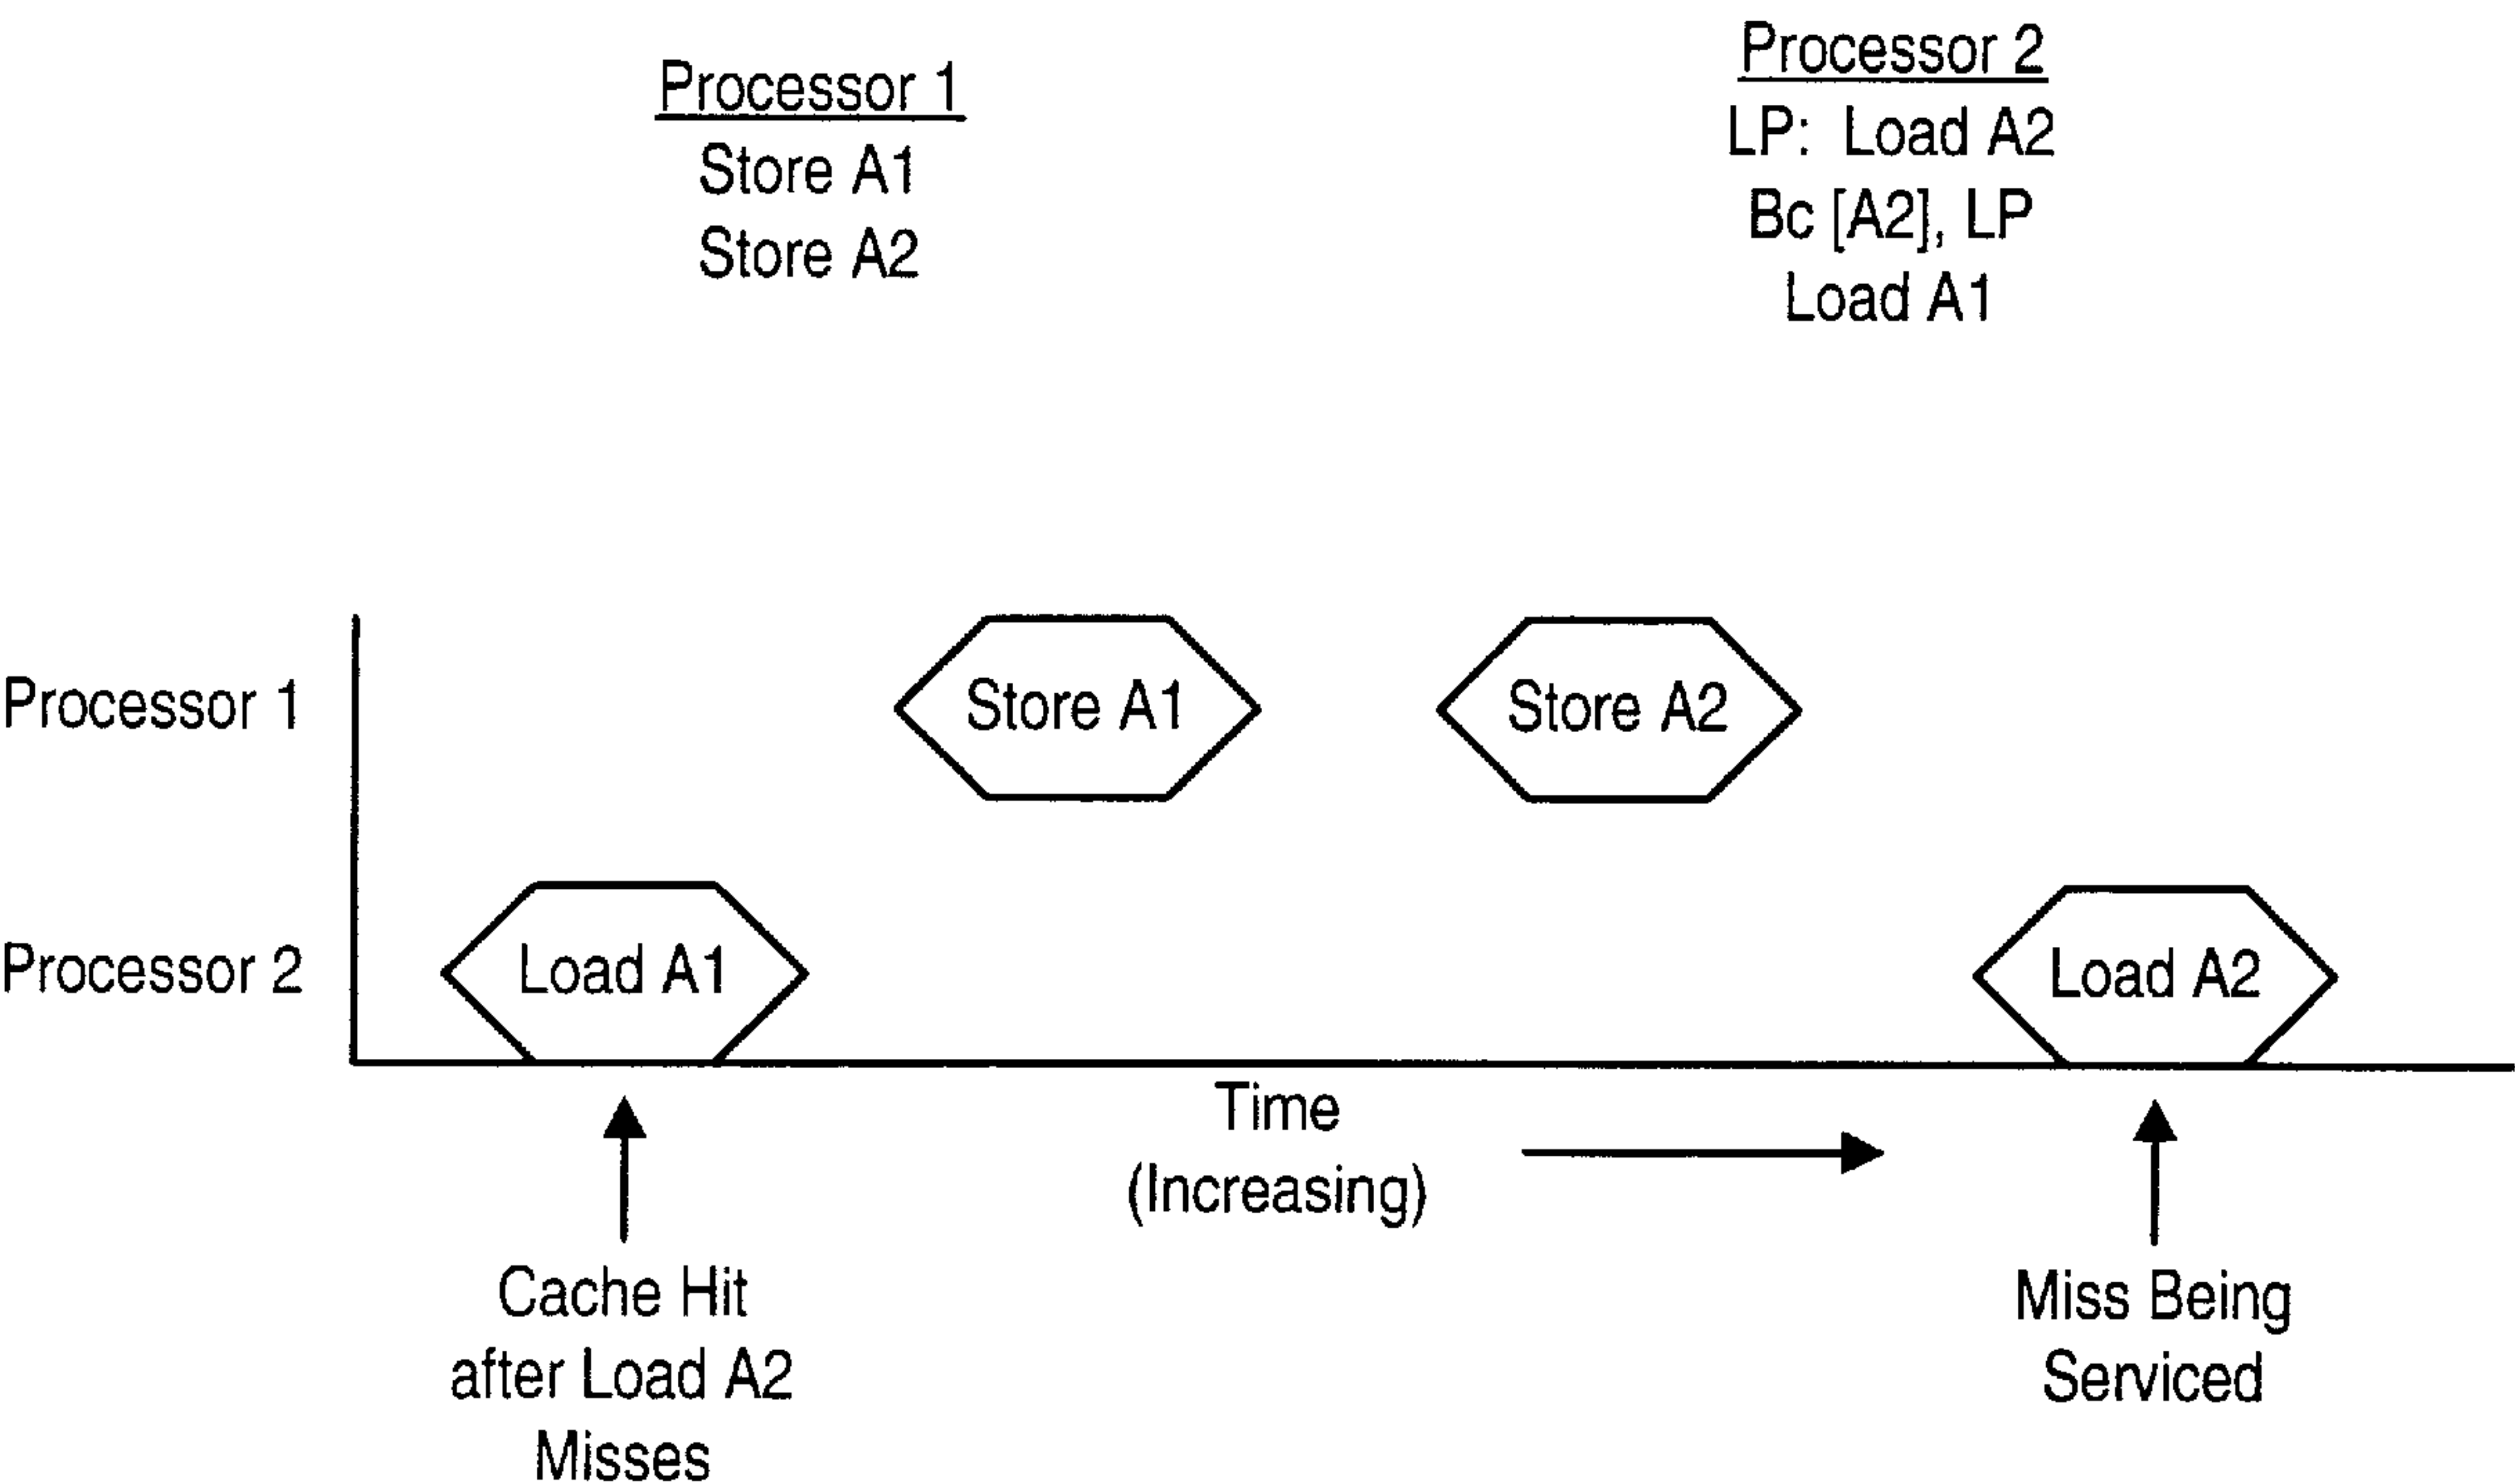 Processor 1
Store A1
Store A2
Processor 2
LP: Load A2
Bc [A2], LP
Load A1
Processor 1
Store A1
Store A2
Processor 2
Load A1
Load A2
Time
(Increasing)
Cache Hit
after Load A2
Misses
Miss Being
Serviced